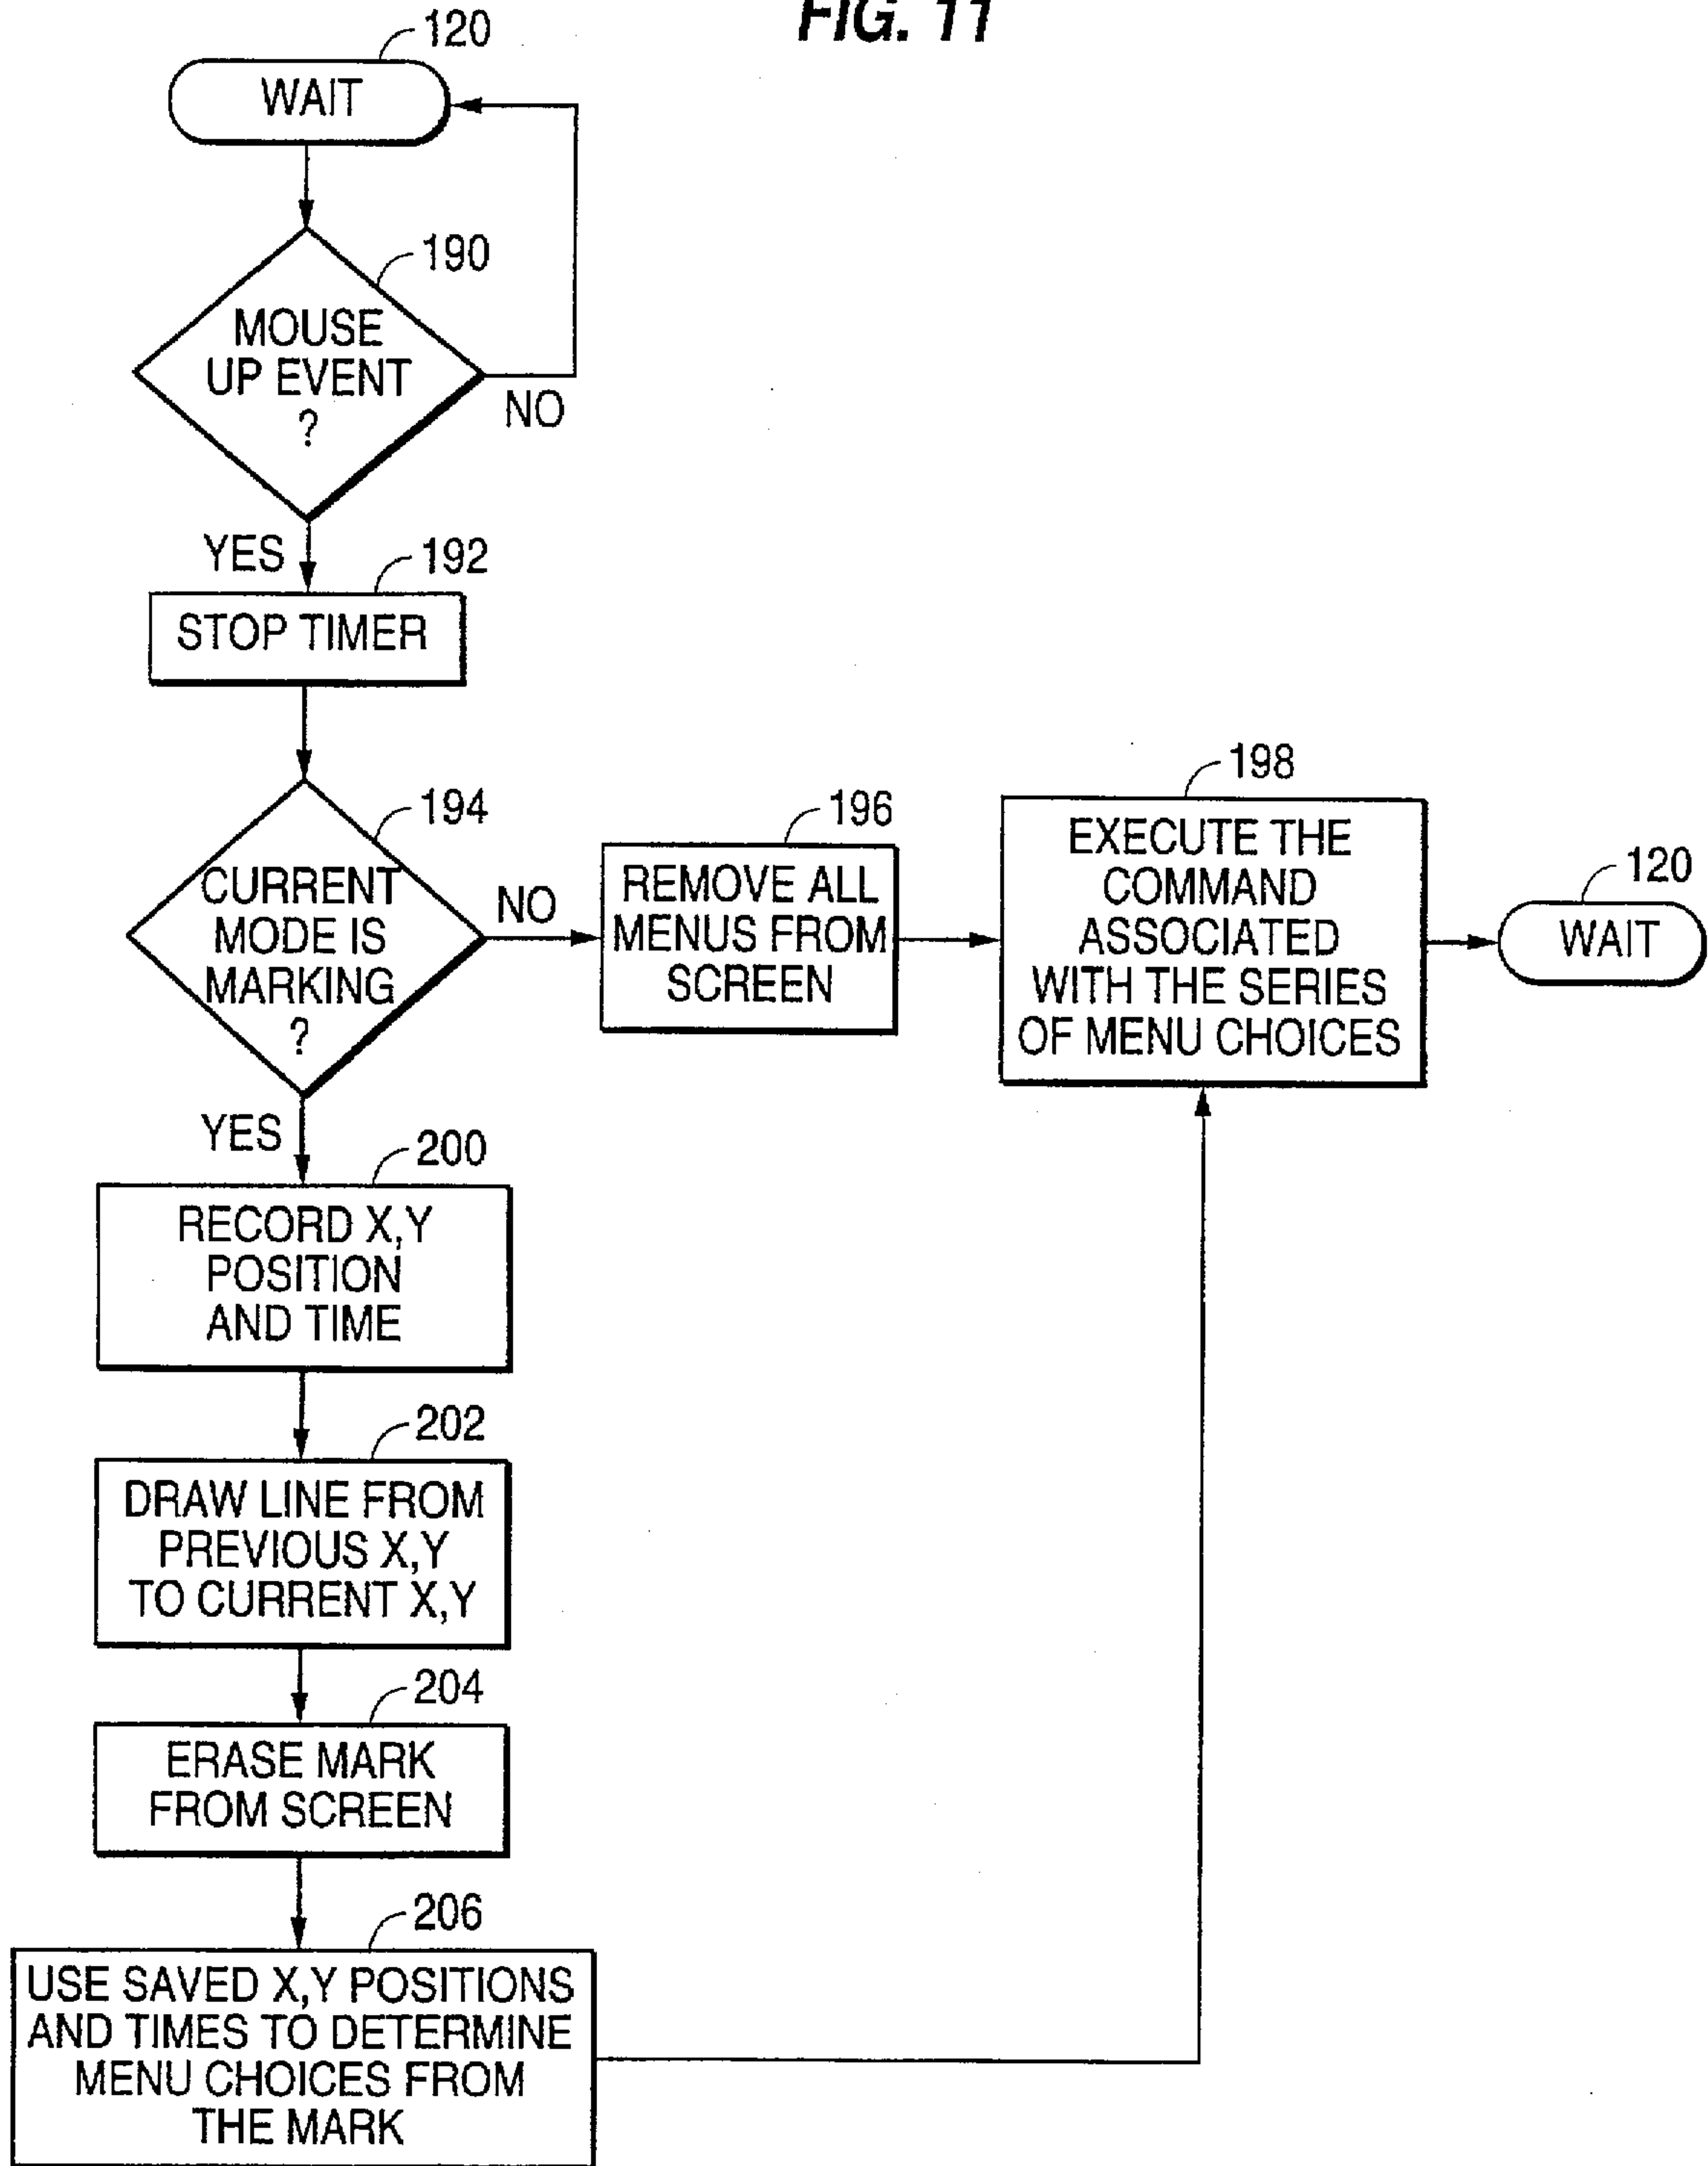 FIG. 11
120
WAIT
190
MOUSE
UP EVENT
?
NO
YES
192
STOP TIMER
194
CURRENT
MODE IS
MARKING
?
NO
196
REMOVE ALL
MENUS FROM
SCREEN
198
EXECUTE THE
COMMAND
ASSOCIATED
WITH THE SERIES
OF MENU CHOICES
120
WAIT
YES
200
RECORD X,Y
POSITION
AND TIME
202
DRAW LINE FROM
PREVIOUS X,Y
TO CURRENT X,Y
204
ERASE MARK
FROM SCREEN
206
USE SAVED X,Y POSITIONS
AND TIMES TO DETERMINE
MENU CHOICES FROM
THE MARK